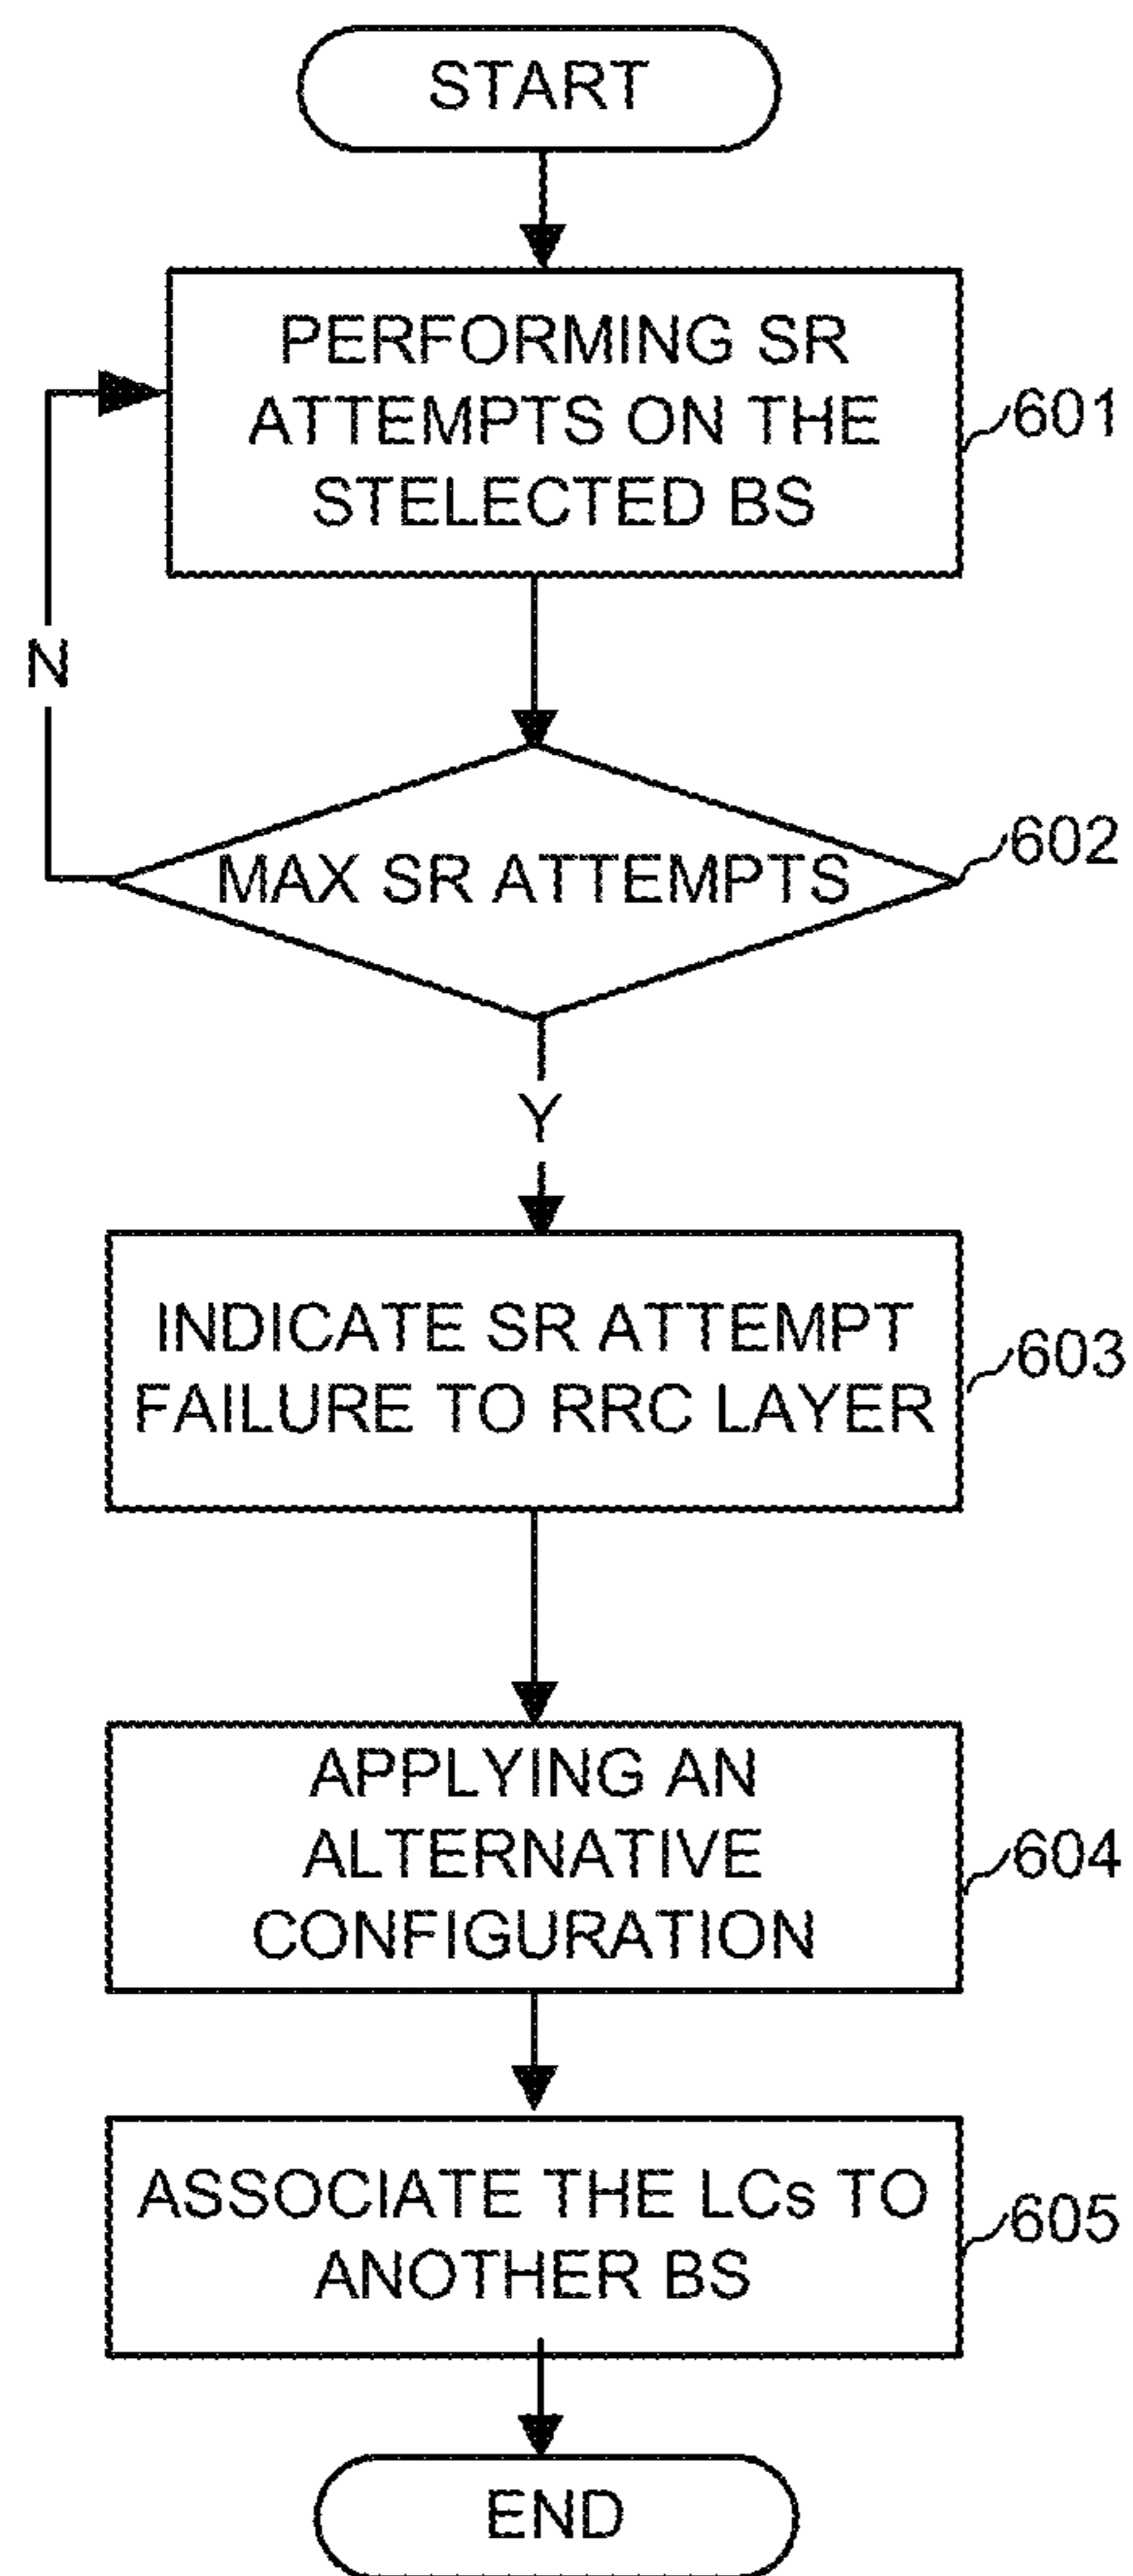 START
PERFORMING SR
ATTEMPTS ON THE
STELECTED BS
601
N
MAX SR ATTEMPTS
602
Y
INDICATE SR ATTEMPT
FAILURE TO RRC LAYER
603
APPLYING AN
ALTERNATIVE
CONFIGURATION
604
ASSOCIATE THE LCs TO
ANOTHER BS
605
END